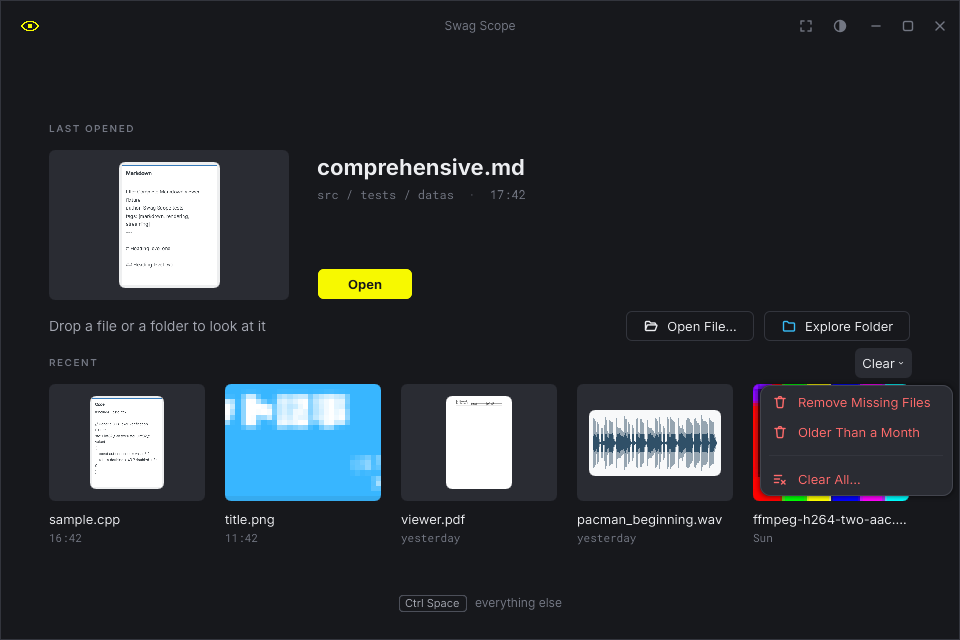 Swag Scope
LAST OPENED
Markdown
comprehensive.md
src / tests / datas · 17:42
Open
Drop a file or a folder to look at it
Open File...
Explore Folder
RECENT
Clear
Remove Missing Files
Older Than a Month
Clear All...
sample.cpp
16:42
title.png
11:42
viewer.pdf
yesterday
pacman_beginning.wav
yesterday
ffmpeg-h264-two-aac....
Sun
Ctrl Space everything else